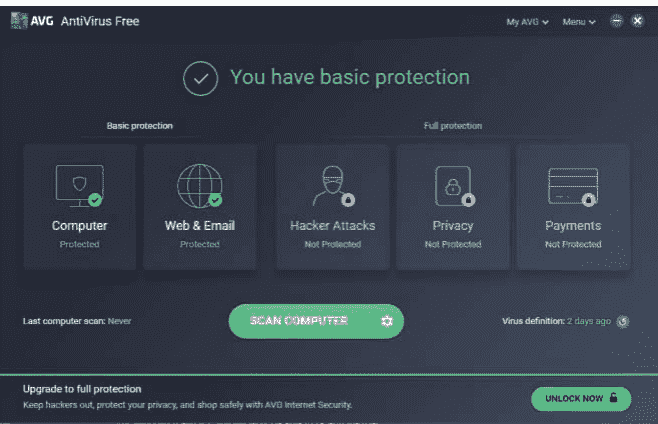 AVG AntiVirus Free
My AVG Menu
You have basic protection
Basic protection
Full protection
Computer
Protected
Web & Email
Protected
Hacker Attacks
Not Protected
Privacy
Not Protected
Payments
Not Protected
Last computer scan: Never
SCAN COMPUTER
Virus definition: 2 days ago
Upgrade to full protection
Keep hackers out, protect your privacy, and shop safely with AVG Internet Security.
UNLOCK NOW